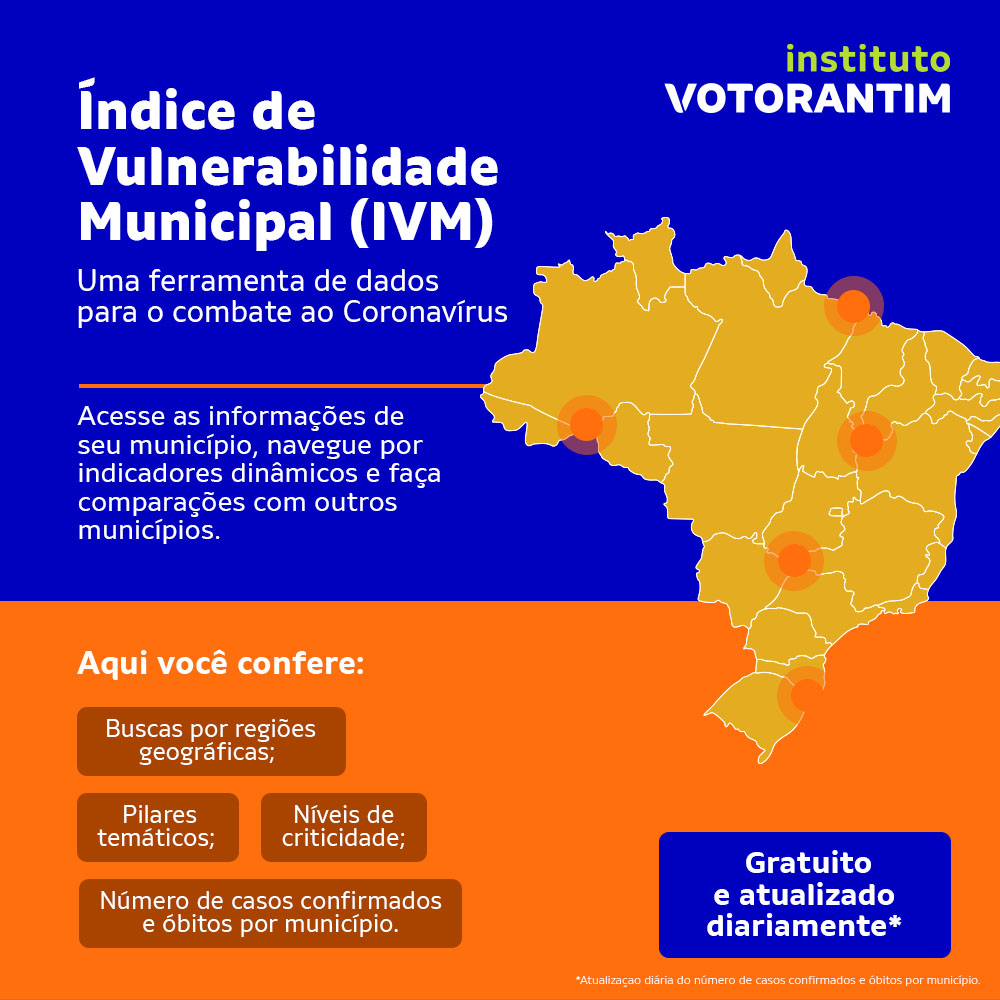 instituto
VOTORANTIM
Índice de
Vulnerabilidade
Municipal (IVM)
Uma ferramenta de dados
para o combate ao Coronavírus
Acesse as informações de
seu município, navegue por
indicadores dinâmicos e faça
comparações com outros
municípios.
Aqui você confere:
Buscas por regiões
geográficas;
Pilares
temáticos;
Níveis de
criticidade;
Número de casos confirmados
e óbitos por município.
Gratuito
e atualizado
diariamente*
*Atualizaçao diária do número de casos confirmados e óbitos por município.